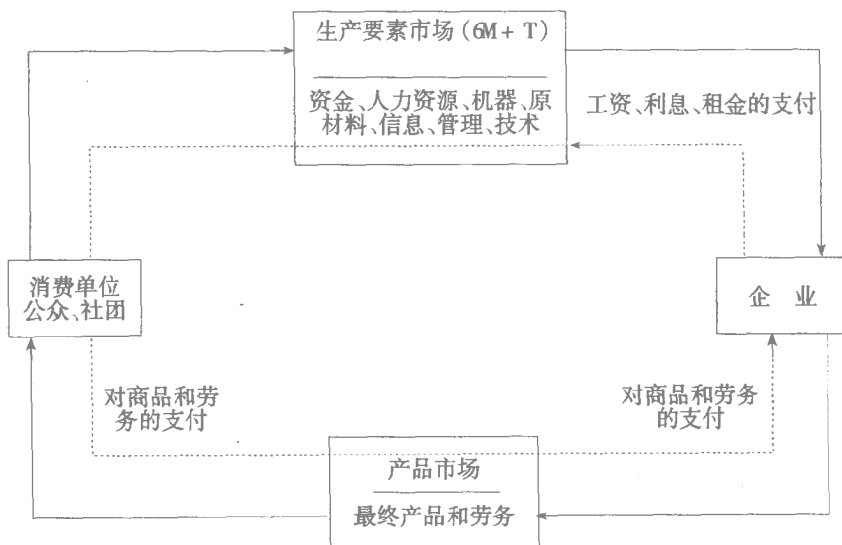 生产要素市场(6M+T)
资金、人力资源、机器、原
材料、信息、管理、技术
工资、利息、租金的支付
消费单位
公众、社团
企 业
对商品和劳
务的支付
对商品和劳务
的支付
产品市场
最终产品和劳务